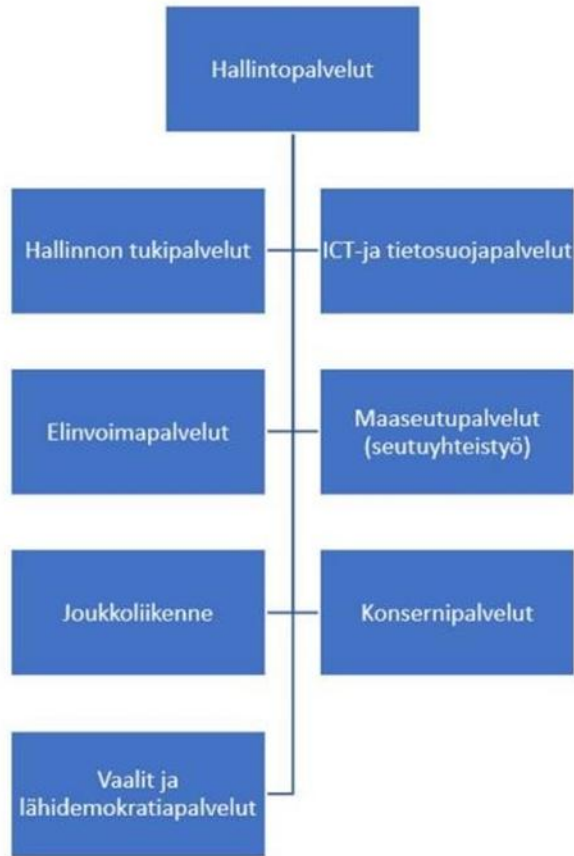 Hallintopalvelut
Hallinnon tukipalvelut
ICT-ja tietosuojapalvelut
Elinvoimapalvelut
Maaseutupalvelut
(seutuyhteistyö)
Joukkoliikenne
Konsernipalvelut
Vaalit ja
lähidemokratiapalvelut